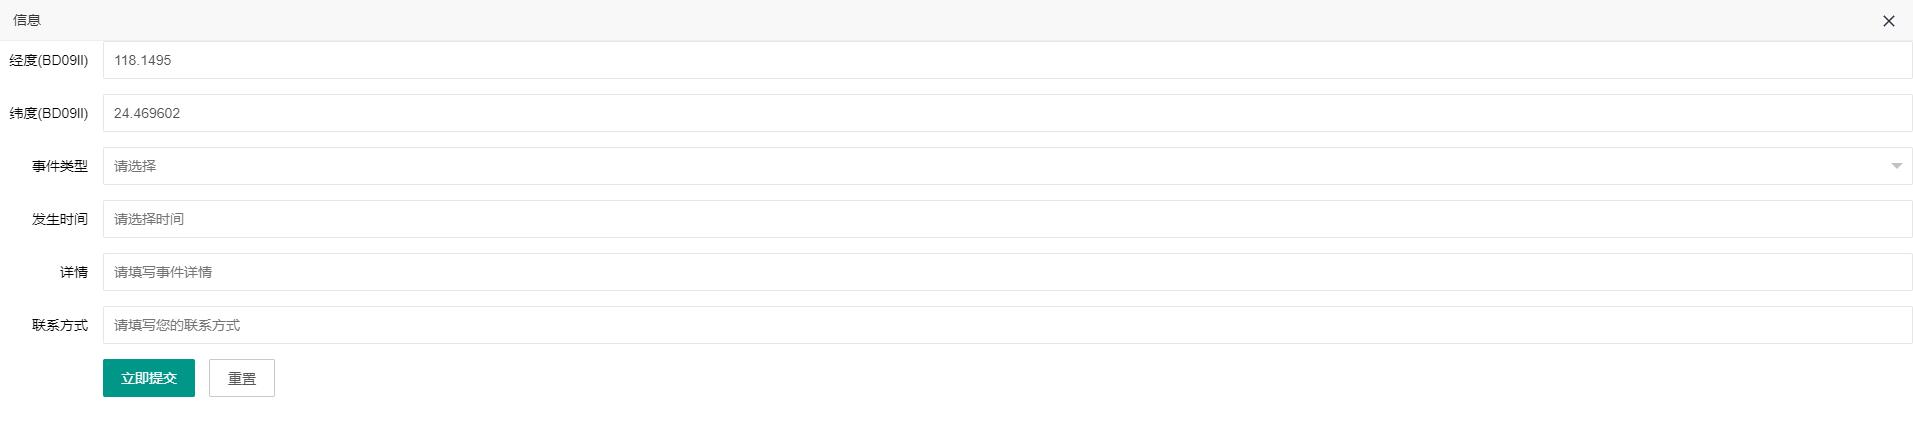 信息
经度(BD09ll) 118.1495
纬度(BD09ll) 24.469602
事件类型 请选择
发生时间 请选择时间
详情 请填写事件详情
联系方式 请填写您的联系方式
立即提交 重置